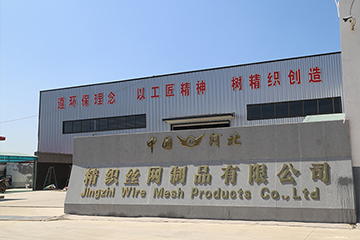 遵环保理念 以工匠精神 树精织创造
中国 河北
精织丝网制品有限公司
Jingzhi Wire Mesh Products Co.,Ltd